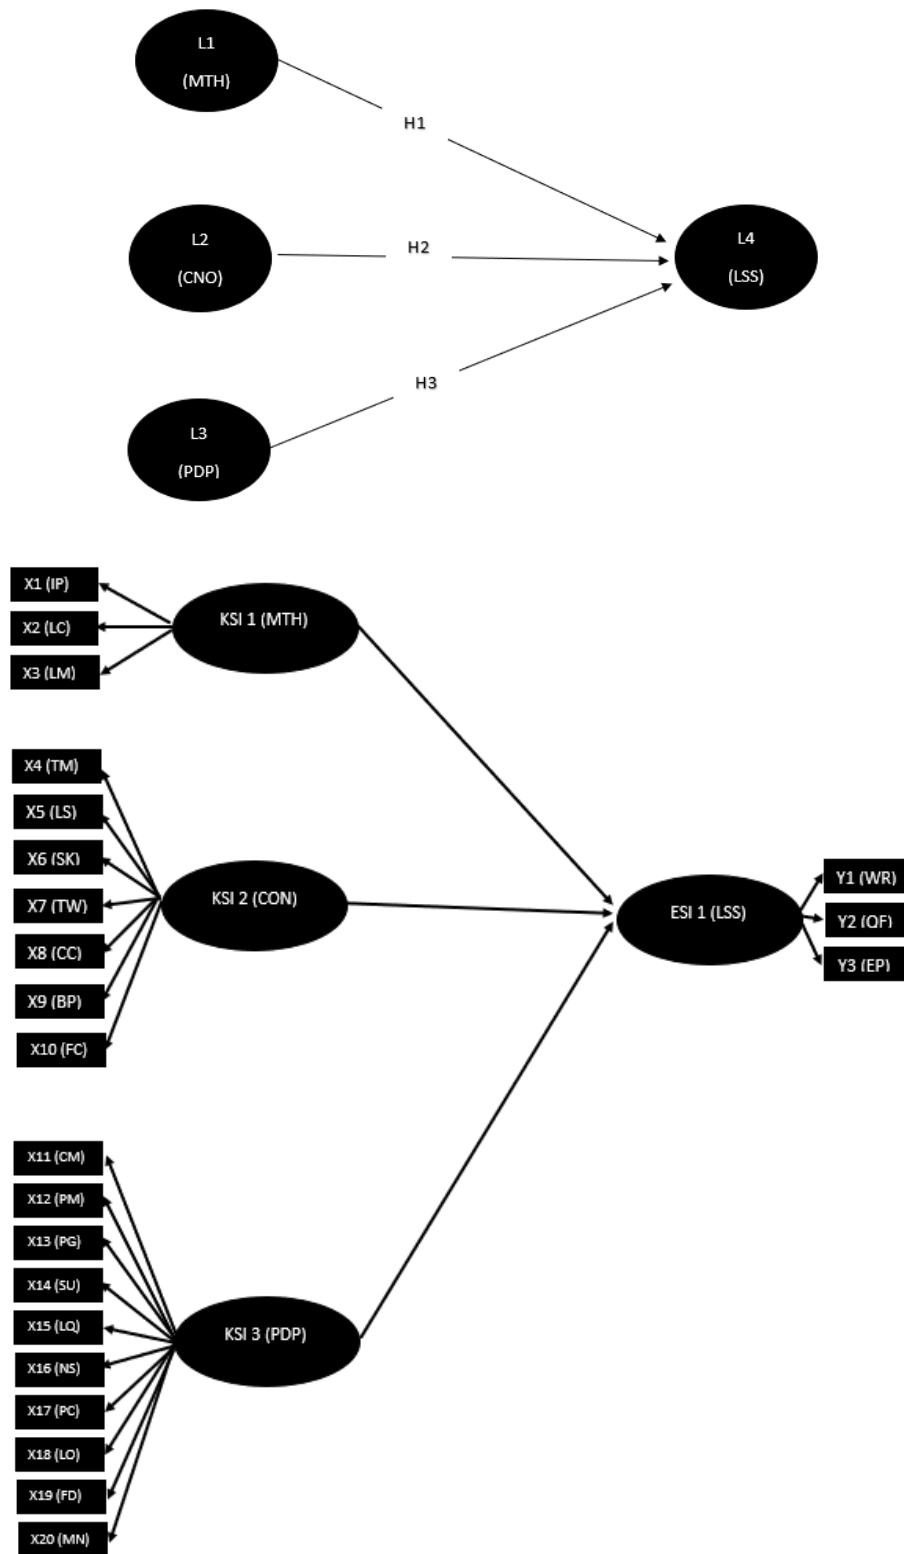 L1
(MTH)
H1
L2
(CNO)
H2
L4
(LSS)
H3
L3
(PDP)
X1 (IP)
X2 (LC)
X3 (LM)
KSI 1 (MTH)
X4 (TM)
X5 (LS)
X6 (SK)
X7 (TW)
X8 (CC)
X9 (BP)
X10 (FC)
KSI 2 (CON)
ESI 1 (LSS)
Y1 (WR)
Y2 (QF)
Y3 (EP)
X11 (CM)
X12 (PM)
X13 (PG)
X14 (SU)
X15 (LQ)
X16 (NS)
X17 (PC)
X18 (LO)
X19 (FD)
X20 (MN)
KSI 3 (PDP)